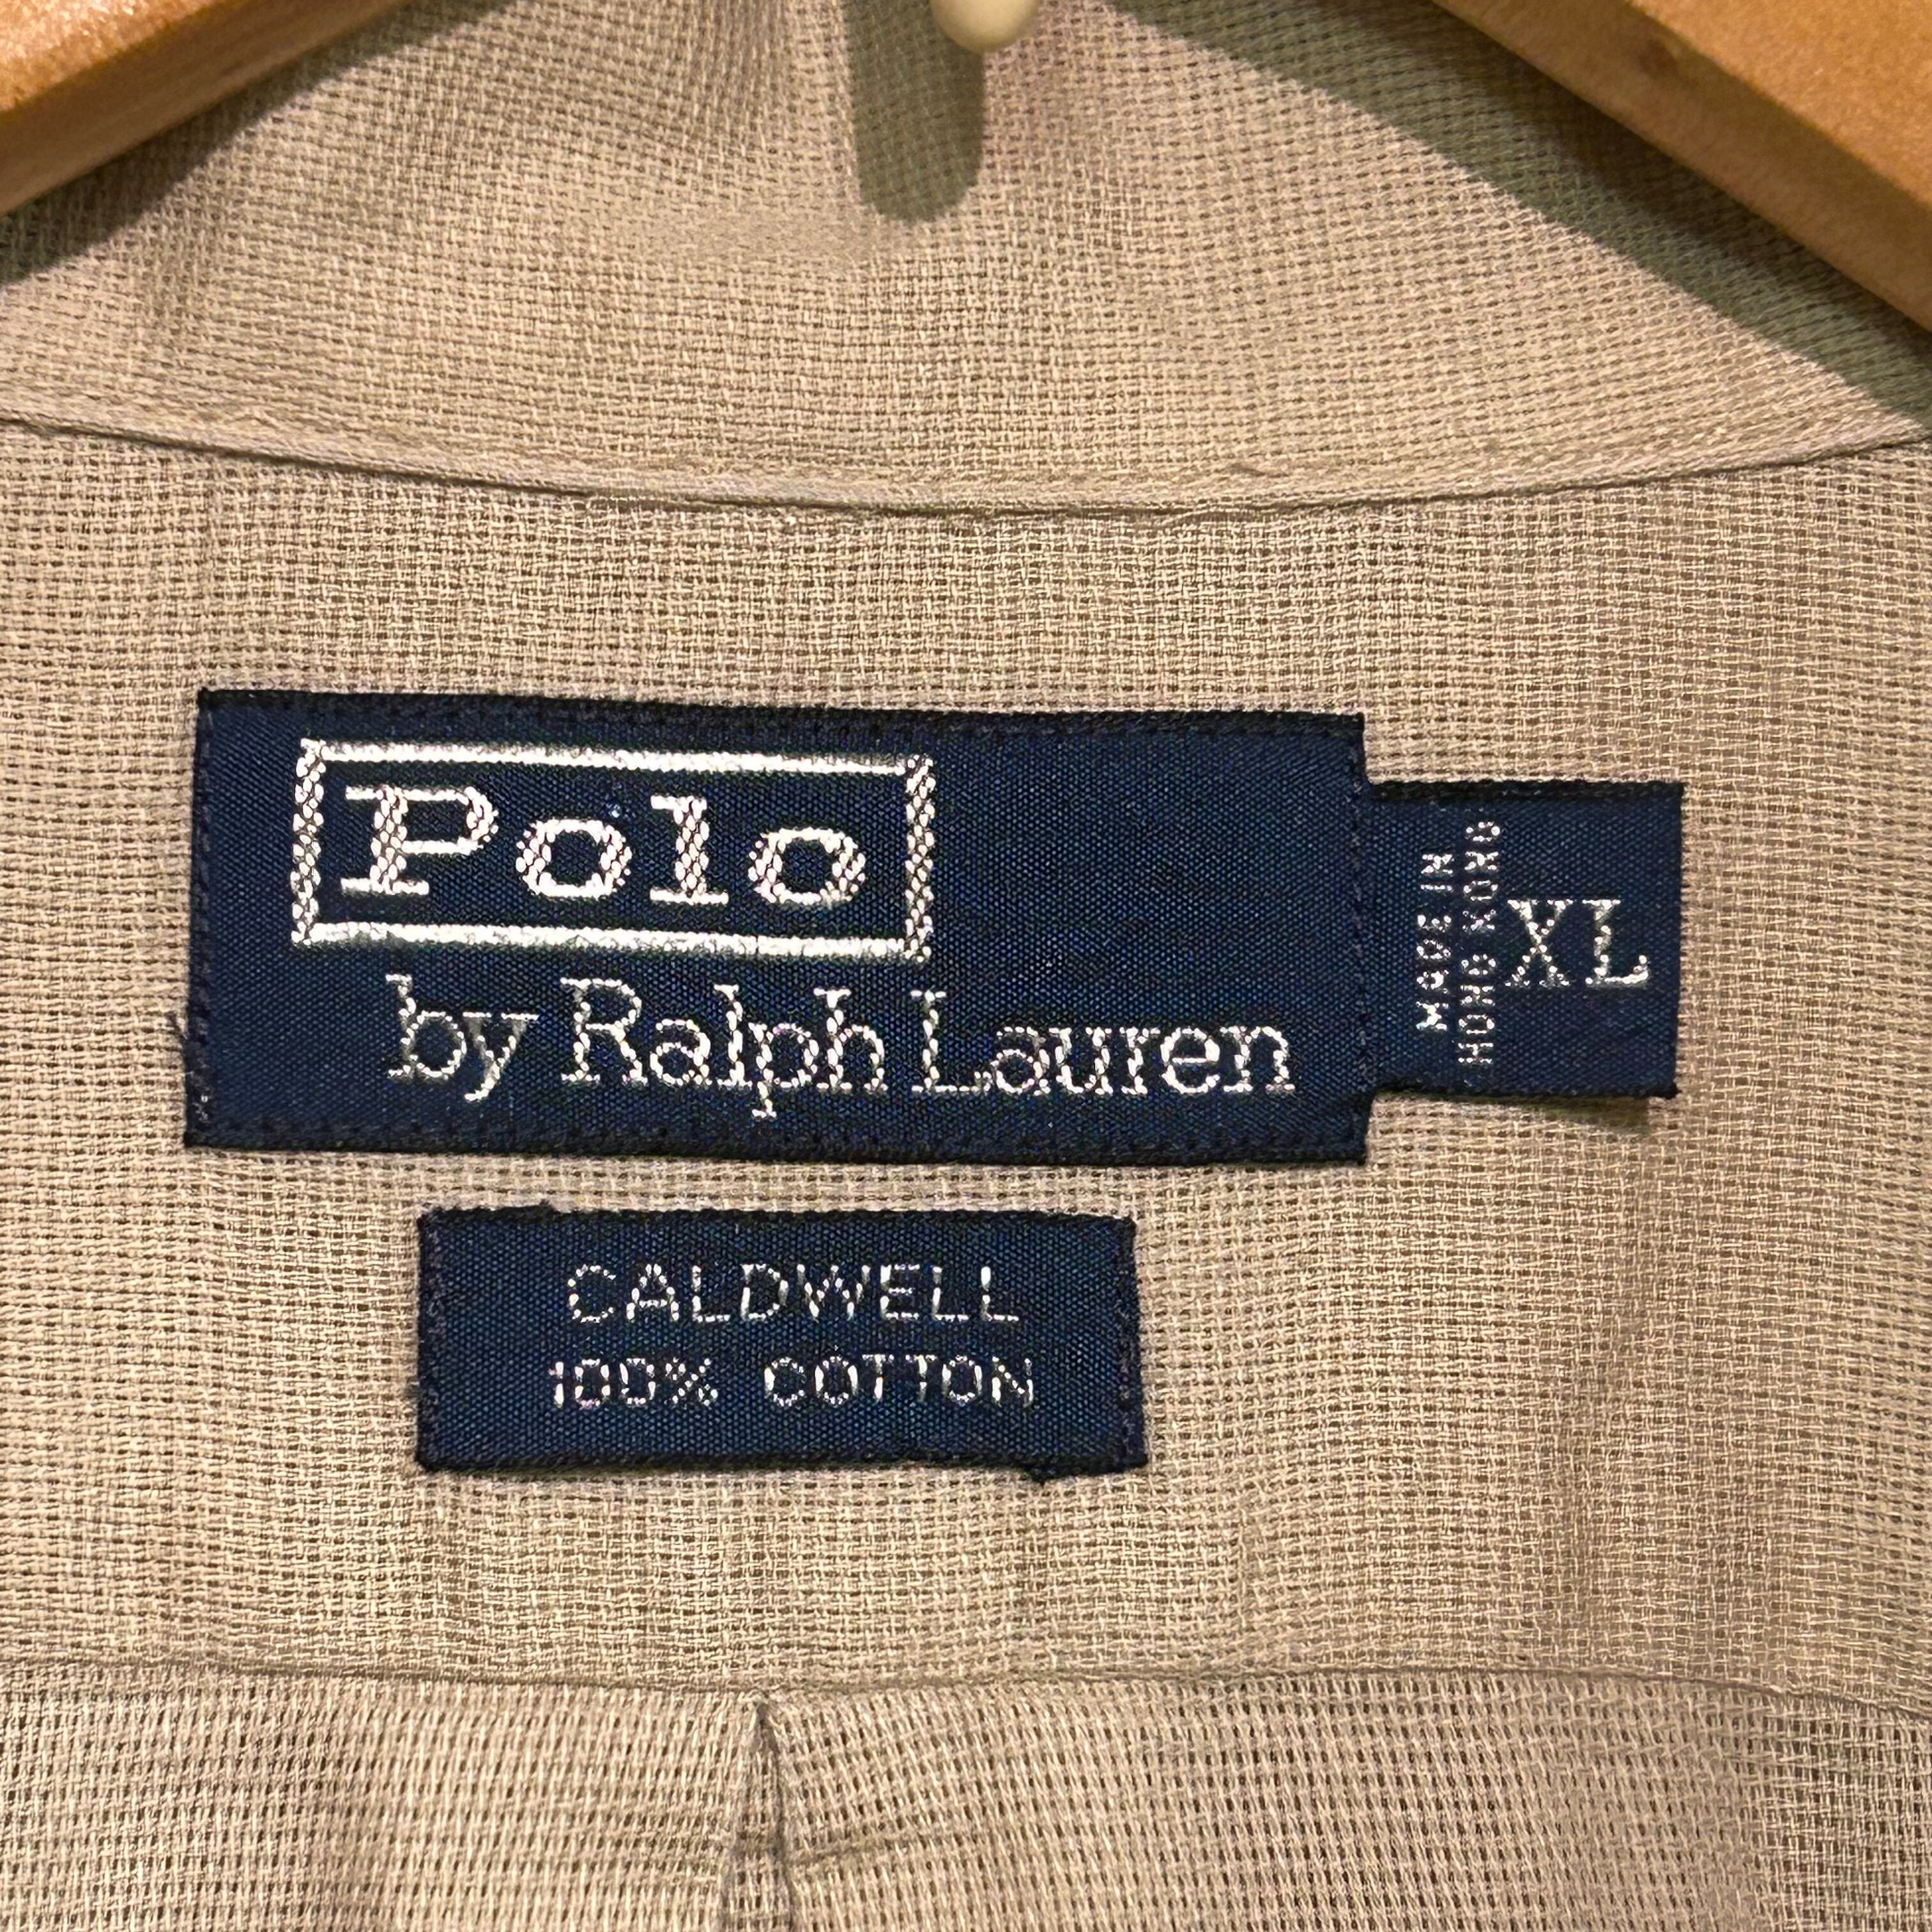 Polo
by Ralph Lauren
MADE IN
HONG KONG
XL
CALDWELL
100% COTTON